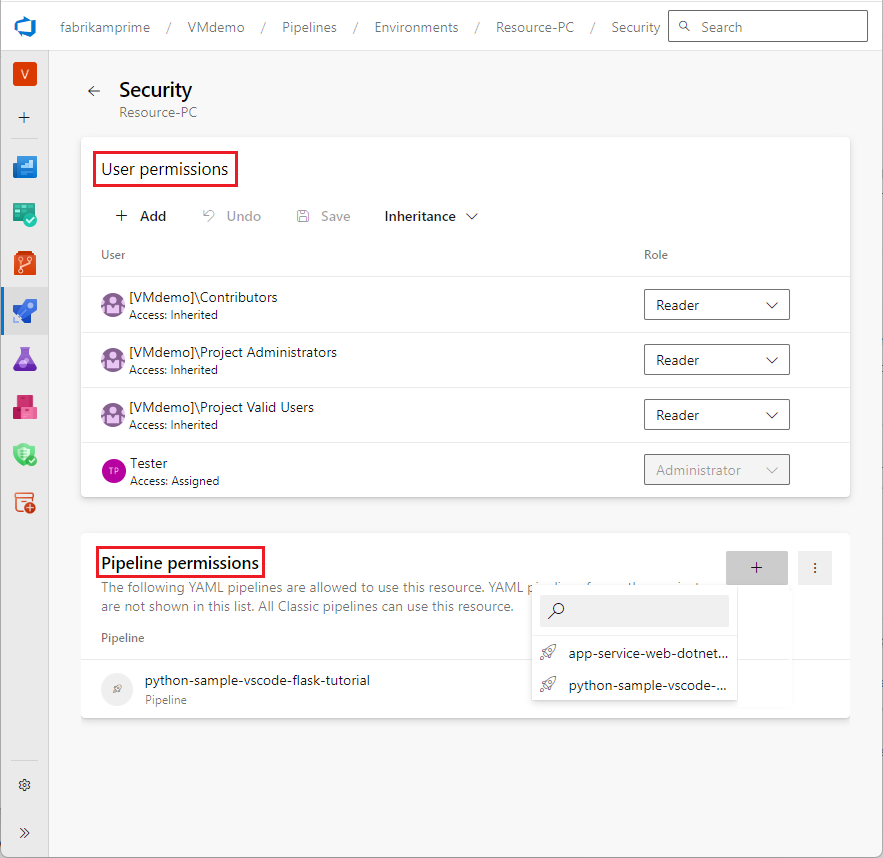 fabrikamprime / VMdemo / Pipelines / Environments / Resource-PC / Security Search
V
Security
Resource-PC
User permissions
Add Undo Save Inheritance
User Role
[VMdemo]\Contributors
Access: Inherited
Reader
[VMdemo]\Project Administrators
Access: Inherited
Reader
[VMdemo]\Project Valid Users
Access: Inherited
Reader
TP
Tester
Access: Assigned
Administrator
Pipeline permissions
The following YAML pipelines are allowed to use this resource. YAML
are not shown in this list. All Classic pipelines can use this resource.
Pipeline
app-service-web-dotnet...
python-sample-vscode-...
python-sample-vscode-flask-tutorial
Pipeline